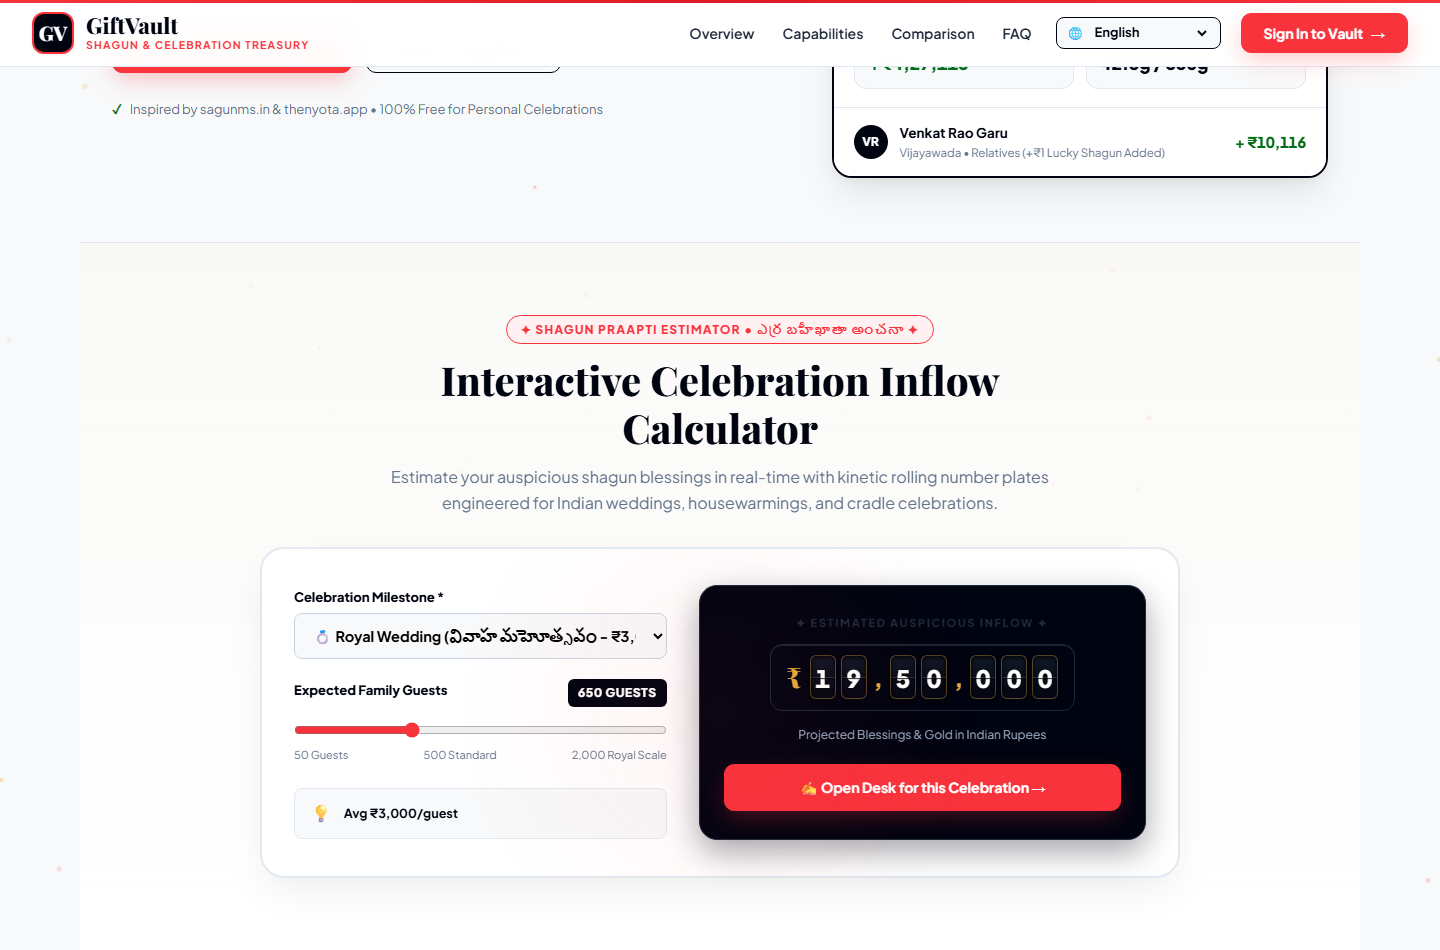 GV
GiftVault
SHAGUN & CELEBRATION TREASURY
Overview
Capabilities
Comparison
FAQ
🌐 English
Sign In to Vault →
✓ Inspired by sagunms.in & thenyota.app • 100% Free for Personal Celebrations
VR
Venkat Rao Garu
Vijayawada • Relatives (+₹1 Lucky Shagun Added)
+ ₹10,116
✦ SHAGUN PRAAPTI ESTIMATOR • ఎర్ర బహీఖాతా అంచనా ✦
Interactive Celebration Inflow
Calculator
Estimate your auspicious shagun blessings in real-time with kinetic rolling number plates
engineered for Indian weddings, housewarmings, and cradle celebrations.
Celebration Milestone *
💍 Royal Wedding (వివాహ మహోత్సవం - ₹3,
Expected Family Guests
650 GUESTS
50 Guests
500 Standard
2,000 Royal Scale
💡 Avg ₹3,000/guest
✦ ESTIMATED AUSPICIOUS INFLOW ✦
₹19,50,000
Projected Blessings & Gold in Indian Rupees
✍️ Open Desk for this Celebration →